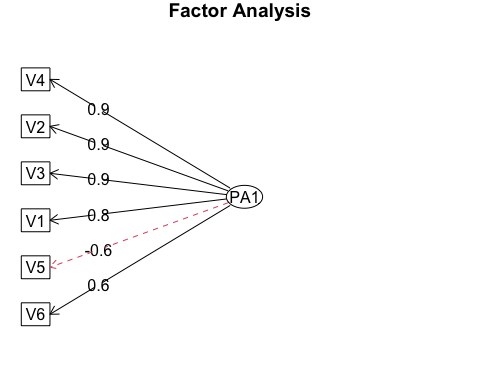 Factor Analysis
V4
0.9
V2
0.9
V3
0.9
PA1
V1
0.8
-0.6
V5
0.6
V6